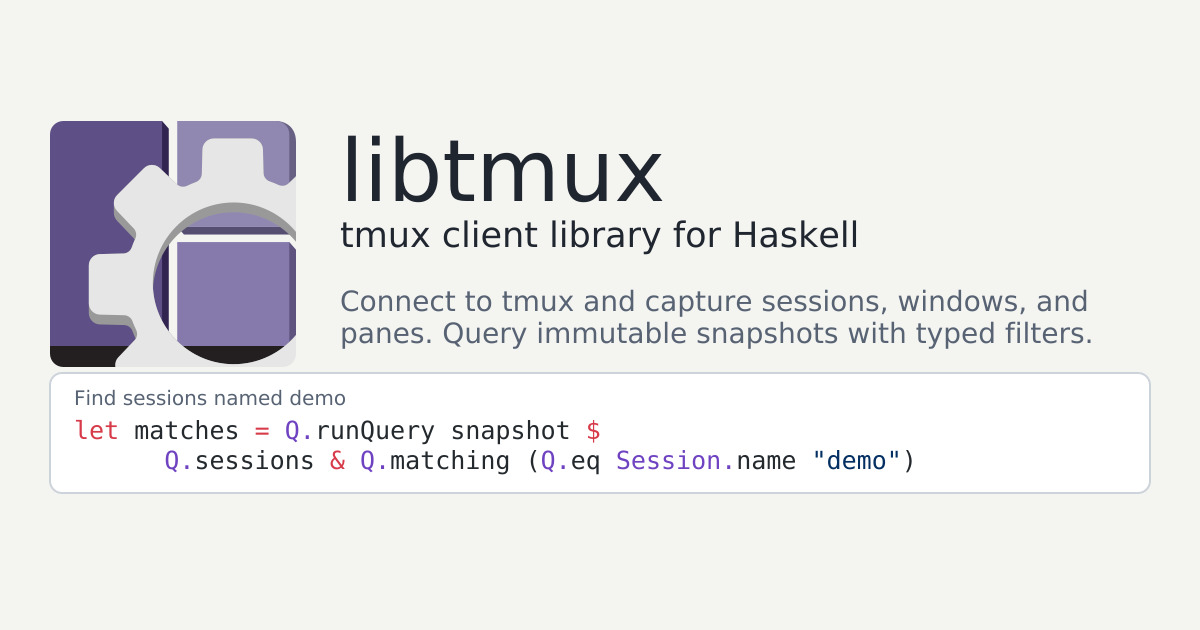 libtmux
tmux client library for Haskell
Connect to tmux and capture sessions, windows, and
panes. Query immutable snapshots with typed filters.
Find sessions named demo
let matches = Q.runQuery snapshot $
      Q.sessions & Q.matching (Q.eq Session.name "demo")